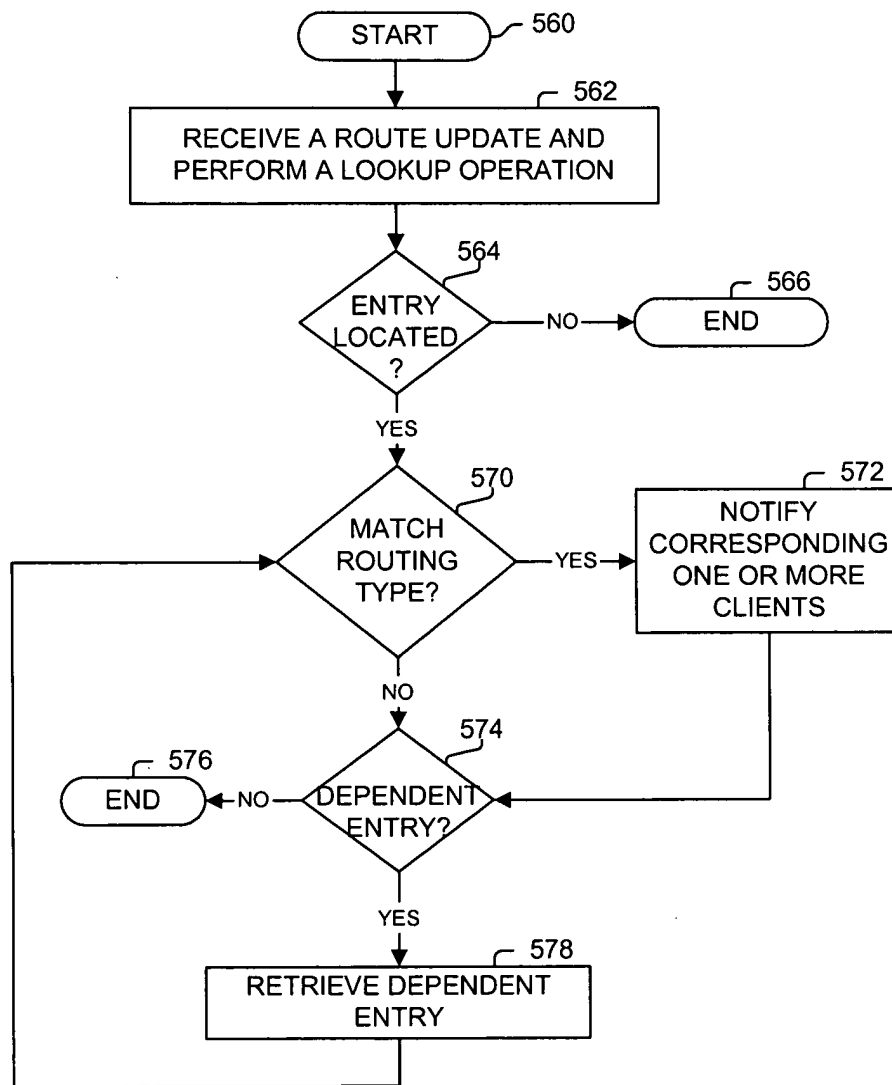 START
560
562
RECEIVE A ROUTE UPDATE AND
PERFORM A LOOKUP OPERATION
564
ENTRY
LOCATED
?
NO
566
END
YES
570
MATCH
ROUTING
TYPE?
YES
572
NOTIFY
CORRESPONDING
ONE OR MORE
CLIENTS
NO
574
DEPENDENT
ENTRY?
NO
576
END
YES
578
RETRIEVE DEPENDENT
ENTRY